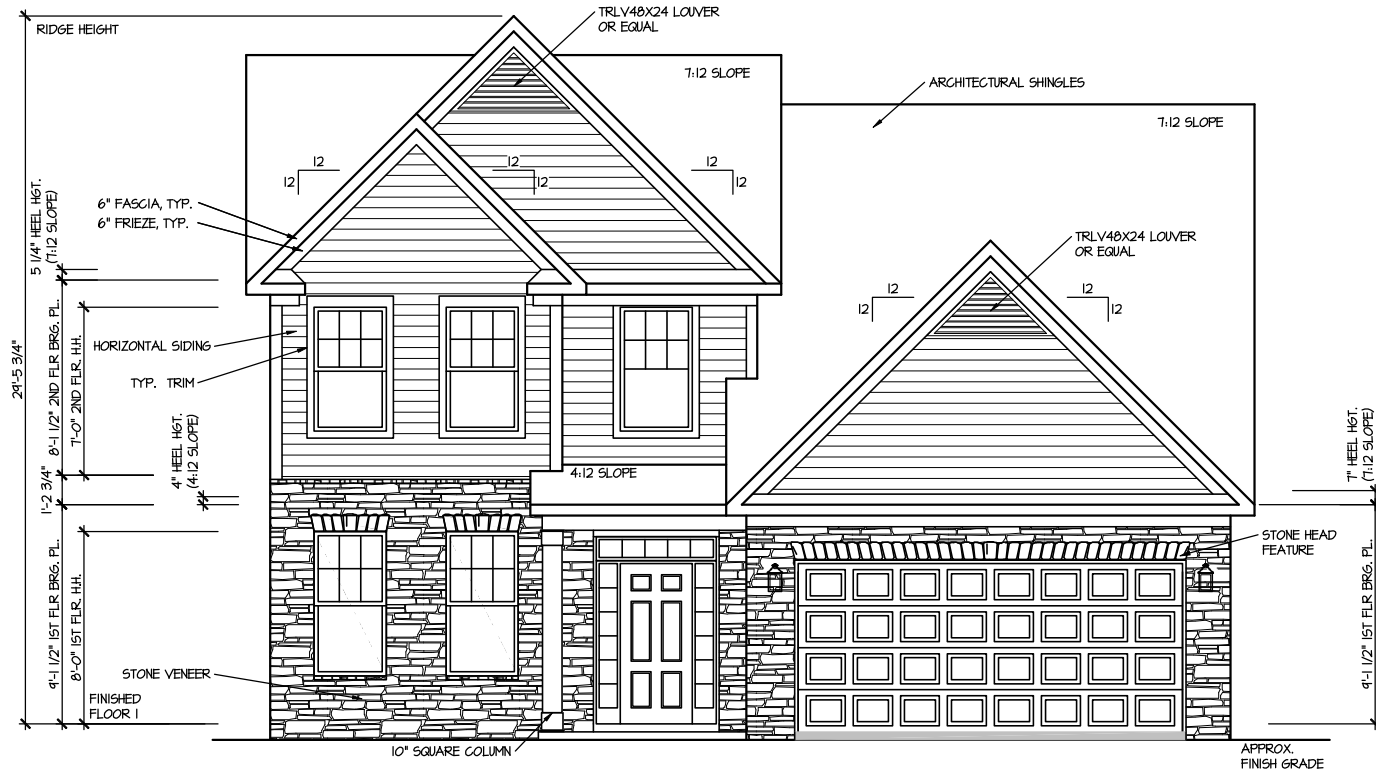 RIDGE HEIGHT
TRLV48X24 LOUVER
OR EQUAL
7:12 SLOPE
ARCHITECTURAL SHINGLES
7:12 SLOPE
12
12
12
12
12
12
6" FASCIA, TYP.
6" FRIEZE, TYP.
5 1/4" HEEL HGT.
(7:12 SLOPE)
TRLV48X24 LOUVER
OR EQUAL
12
12
12
12
29'-5 3/4"
8'-1 1/2" 2ND FLR BRG. PL.
7'-0" 2ND FLR. H.H.
HORIZONTAL SIDING
TYP. TRIM
4" HEEL HGT.
(4:12 SLOPE)
4:12 SLOPE
7" HEEL HGT.
(7:12 SLOPE)
1'-2 3/4"
9'-1 1/2" 1ST FLR BRG. PL.
8'-0" 1ST FLR. H.H.
STONE HEAD
FEATURE
9'-1 1/2" 1ST FLR BRG. PL.
STONE VENEER
FINISHED
FLOOR 1
10" SQUARE COLUMN
APPROX.
FINISH GRADE